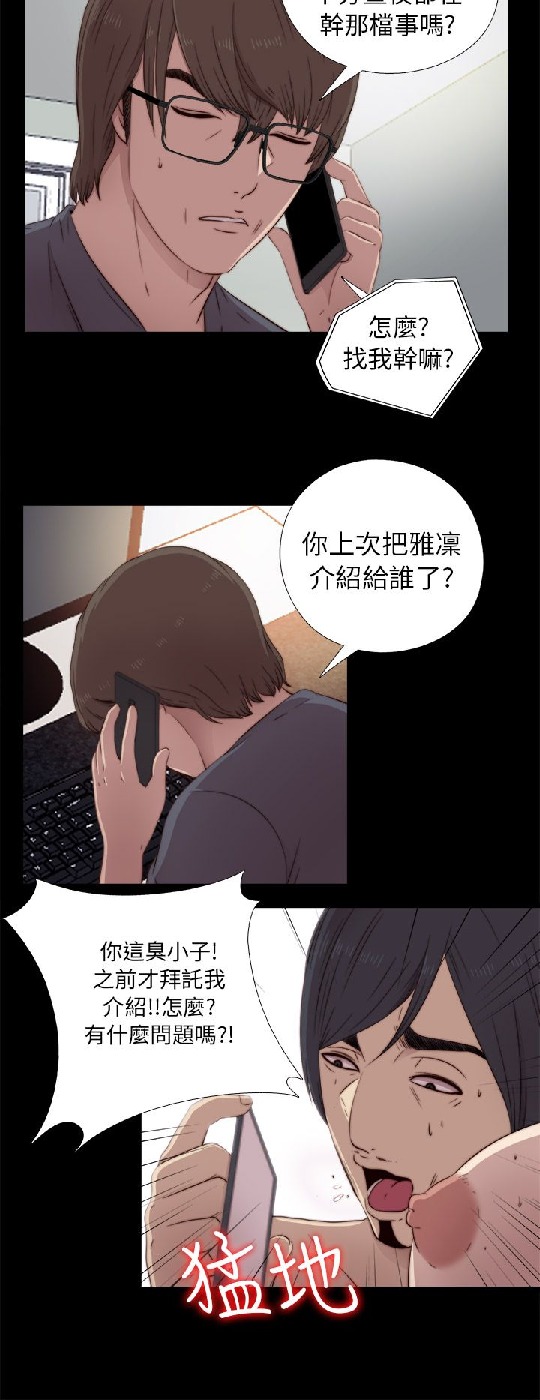 幹那檔事嗎?
怎麼?
找我幹嘛?
你上次把雅凜
介紹給誰了?
你這臭小子!
之前才拜託我
介紹!!怎麼?
有什麼問題嗎?!
猛地